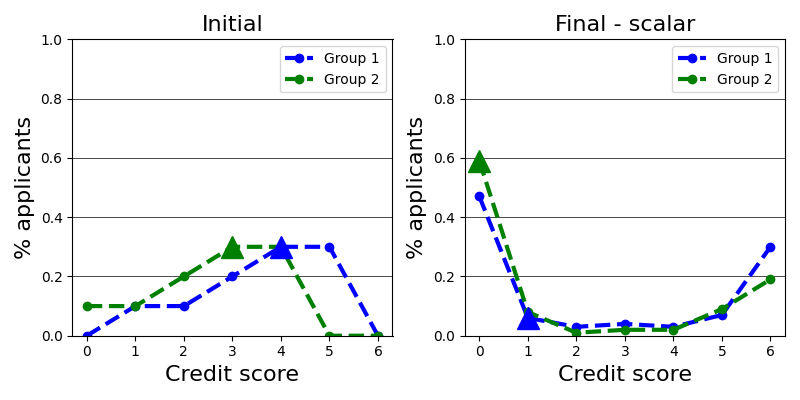 Initial
1.0
0.8
0.6
0.4
0.2
0.0
% applicants
0 1 2 3 4 5 6
Credit score
Group 1
Group 2
Final - scalar
1.0
0.8
0.6
0.4
0.2
0.0
% applicants
0 1 2 3 4 5 6
Credit score
Group 1
Group 2